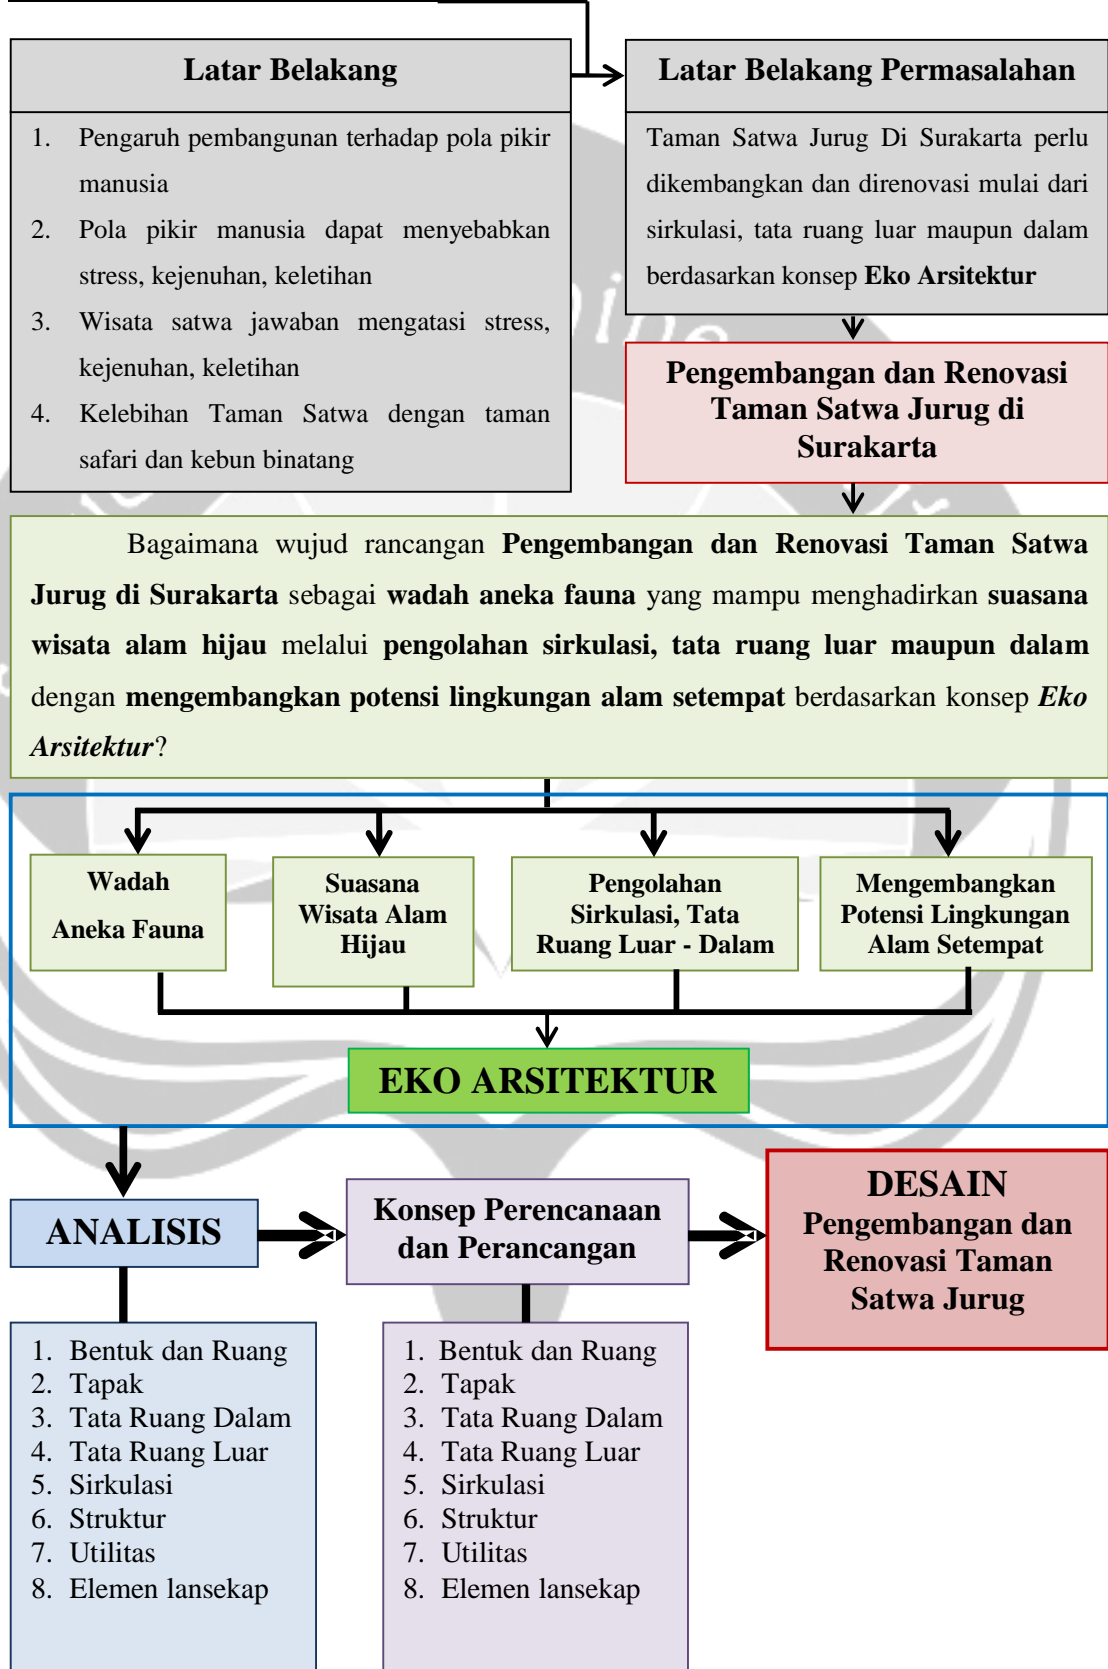 Latar Belakang
1. Pengaruh pembangunan terhadap pola pikir
manusia
2. Pola pikir manusia dapat menyebabkan
stress, kejenuhan, keletihan
3. Wisata satwa jawaban mengatasi stress,
kejenuhan, keletihan
4. Kelebihan Taman Satwa dengan taman
safari dan kebun binatang
Latar Belakang Permasalahan
Taman Satwa Jurug Di Surakarta perlu
dikembangkan dan direnovasi mulai dari
sirkulasi, tata ruang luar maupun dalam
berdasarkan konsep Eko Arsitektur
Pengembangan dan Renovasi
Taman Satwa Jurug di
Surakarta
Bagaimana wujud rancangan Pengembangan dan Renovasi Taman Satwa
Jurug di Surakarta sebagai wadah aneka fauna yang mampu menghadirkan suasana
wisata alam hijau melalui pengolahan sirkulasi, tata ruang luar maupun dalam
dengan mengembangkan potensi lingkungan alam setempat berdasarkan konsep Eko
Arsitektur?
Wadah
Aneka Fauna
Suasana
Wisata Alam
Hijau
Pengolahan
Sirkulasi, Tata
Ruang Luar - Dalam
Mengembangkan
Potensi Lingkungan
Alam Setempat
EKO ARSITEKTUR
ANALISIS
Konsep Perencanaan
dan Perancangan
DESAIN
Pengembangan dan
Renovasi Taman
Satwa Jurug
1. Bentuk dan Ruang
2. Tapak
3. Tata Ruang Dalam
4. Tata Ruang Luar
5. Sirkulasi
6. Struktur
7. Utilitas
8. Elemen lansekap
1. Bentuk dan Ruang
2. Tapak
3. Tata Ruang Dalam
4. Tata Ruang Luar
5. Sirkulasi
6. Struktur
7. Utilitas
8. Elemen lansekap